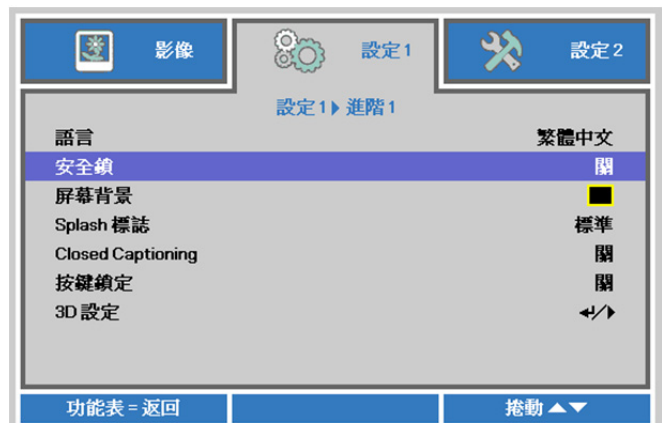 影像 設定1 設定2
設定1▶進階1
語言 繁體中文
安全鎖 關
屏幕背景
Splash 標誌 標準
Closed Captioning 關
按鍵鎖定 關
3D 設定 ↵/▶
功能表 = 返回 捲動▲▼